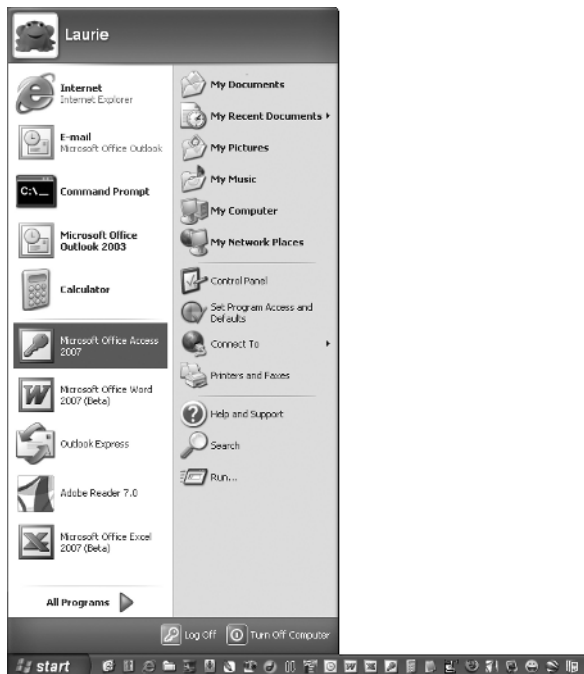 Laurie
Internet
Internet Explorer
E-mail
Microsoft Office Outlook
C:\_
Command Prompt
Microsoft Office
Outlook 2003
Calculator
Microsoft Office Access
2007
Microsoft Office Word
2007 (Beta)
Outlook Express
Adobe Reader 7.0
Microsoft Office Excel
2007 (Beta)
All Programs
My Documents
My Recent Documents
My Pictures
My Music
My Computer
My Network Places
Control Panel
Set Program Access and
Defaults
Connect To
Printers and Faxes
Help and Support
Search
Run...
Log Off
Turn Off Computer
start